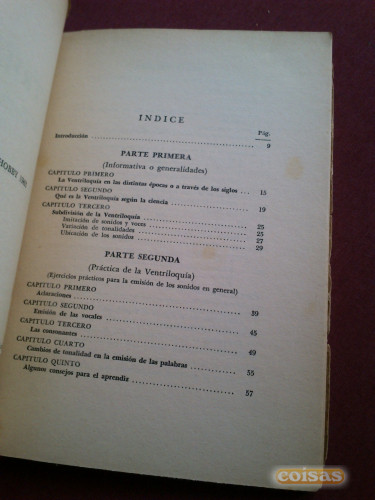 HOBBY
INDICE
Pág.
Introducción 9
PARTE PRIMERA
(Informativa o generalidades)
CAPITULO PRIMERO
La Ventriloquía en las distintas épocas o a través de los siglos 15
CAPITULO SEGUNDO
Qué es la Ventriloquía según la ciencia 19
CAPITULO TERCERO
Subdivisión de la Ventriloquía 25
Imitación de sonidos y voces 25
Variación de tonalidades 27
Ubicación de los sonidos 29
PARTE SEGUNDA
(Práctica de la Ventriloquía)
(Ejercicios prácticos para la emisión de los sonidos en general)
CAPITULO PRIMERO
Aclaraciones 39
CAPITULO SEGUNDO
Emisión de las vocales 45
CAPITULO TERCERO
Las consonantes 49
CAPITULO CUARTO
Cambios de tonalidad en la emisión de las palabras 55
CAPITULO QUINTO
Algunos consejos para el aprendiz 57
coisas